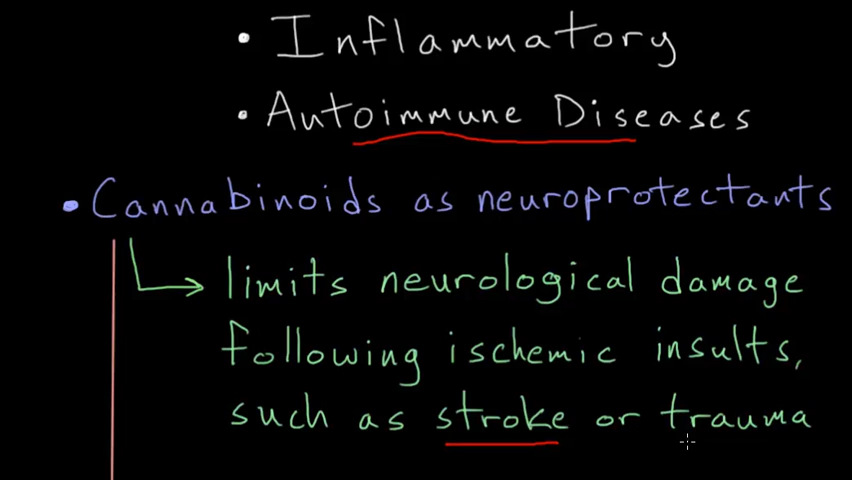 • Inflammatory
• Autoimmune Diseases
• Cannabinoids as neuroprotectants
limits neurological damage
following ischemic insults,
such as stroke or trauma